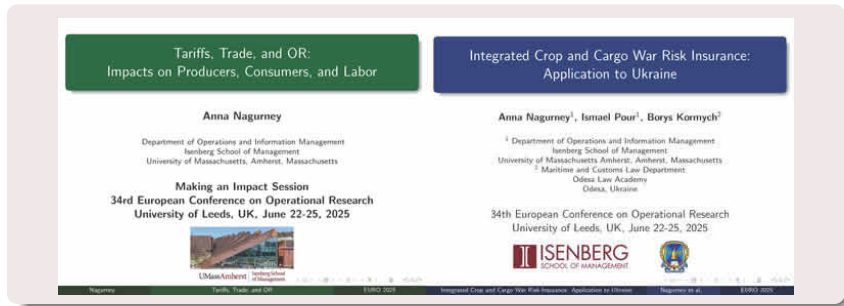 Tariffs, Trade, and OR:
Impacts on Producers, Consumers, and Labor
Anna Nagurney
Department of Operations and Information Management
Isenberg School of Management
University of Massachusetts, Amherst, Massachusetts
Making an Impact Session
34rd European Conference on Operational Research
University of Leeds, UK, June 22-25, 2025
UMassAmherst Isenberg School of Management
Nagurney Tariffs, Trade, and OR EURO 2025
Integrated Crop and Cargo War Risk Insurance:
Application to Ukraine
Anna Nagurney¹, Ismael Pour¹, Borys Kormych²
¹ Department of Operations and Information Management
Isenberg School of Management
University of Massachusetts Amherst, Amherst, Massachusetts
² Maritime and Customs Law Department
Odesa Law Academy
Odesa, Ukraine
34th European Conference on Operational Research
University of Leeds, UK, June 22-25, 2025
ISENBERG
SCHOOL OF MANAGEMENT
Nagurney et al. Integrated Crop and Cargo War Risk Insurance: Application to Ukraine EURO 2025